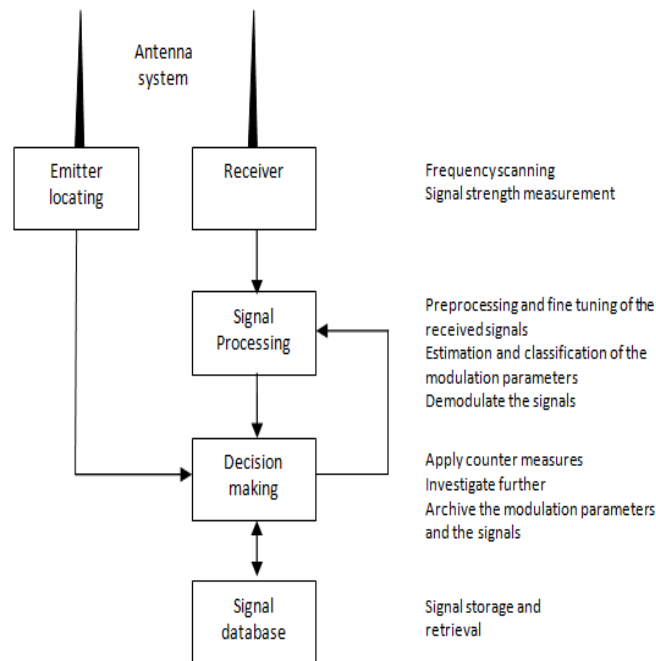 Antenna
system
Emitter
locating
Receiver
Frequency scanning
Signal strength measurement
Signal
Processing
Preprocessing and fine tuning of the
received signals
Estimation and classification of the
modulation parameters
Demodulate the signals
Decision
making
Apply counter measures
Investigate further
Archive the modulation parameters
and the signals
Signal
database
Signal storage and
retrieval